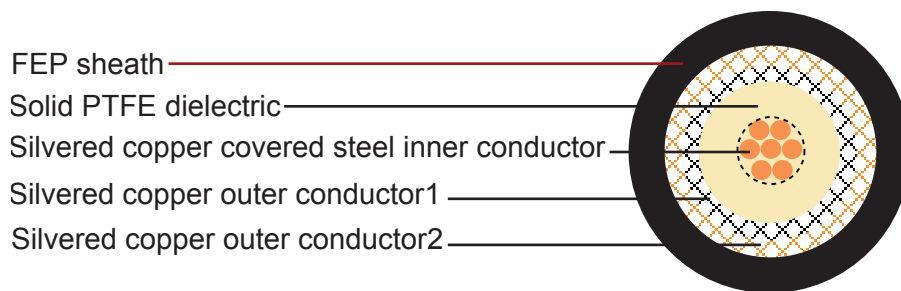 FEP sheath
Solid PTFE dielectric
Silvered copper covered steel inner conductor
Silvered copper outer conductor1
Silvered copper outer conductor2